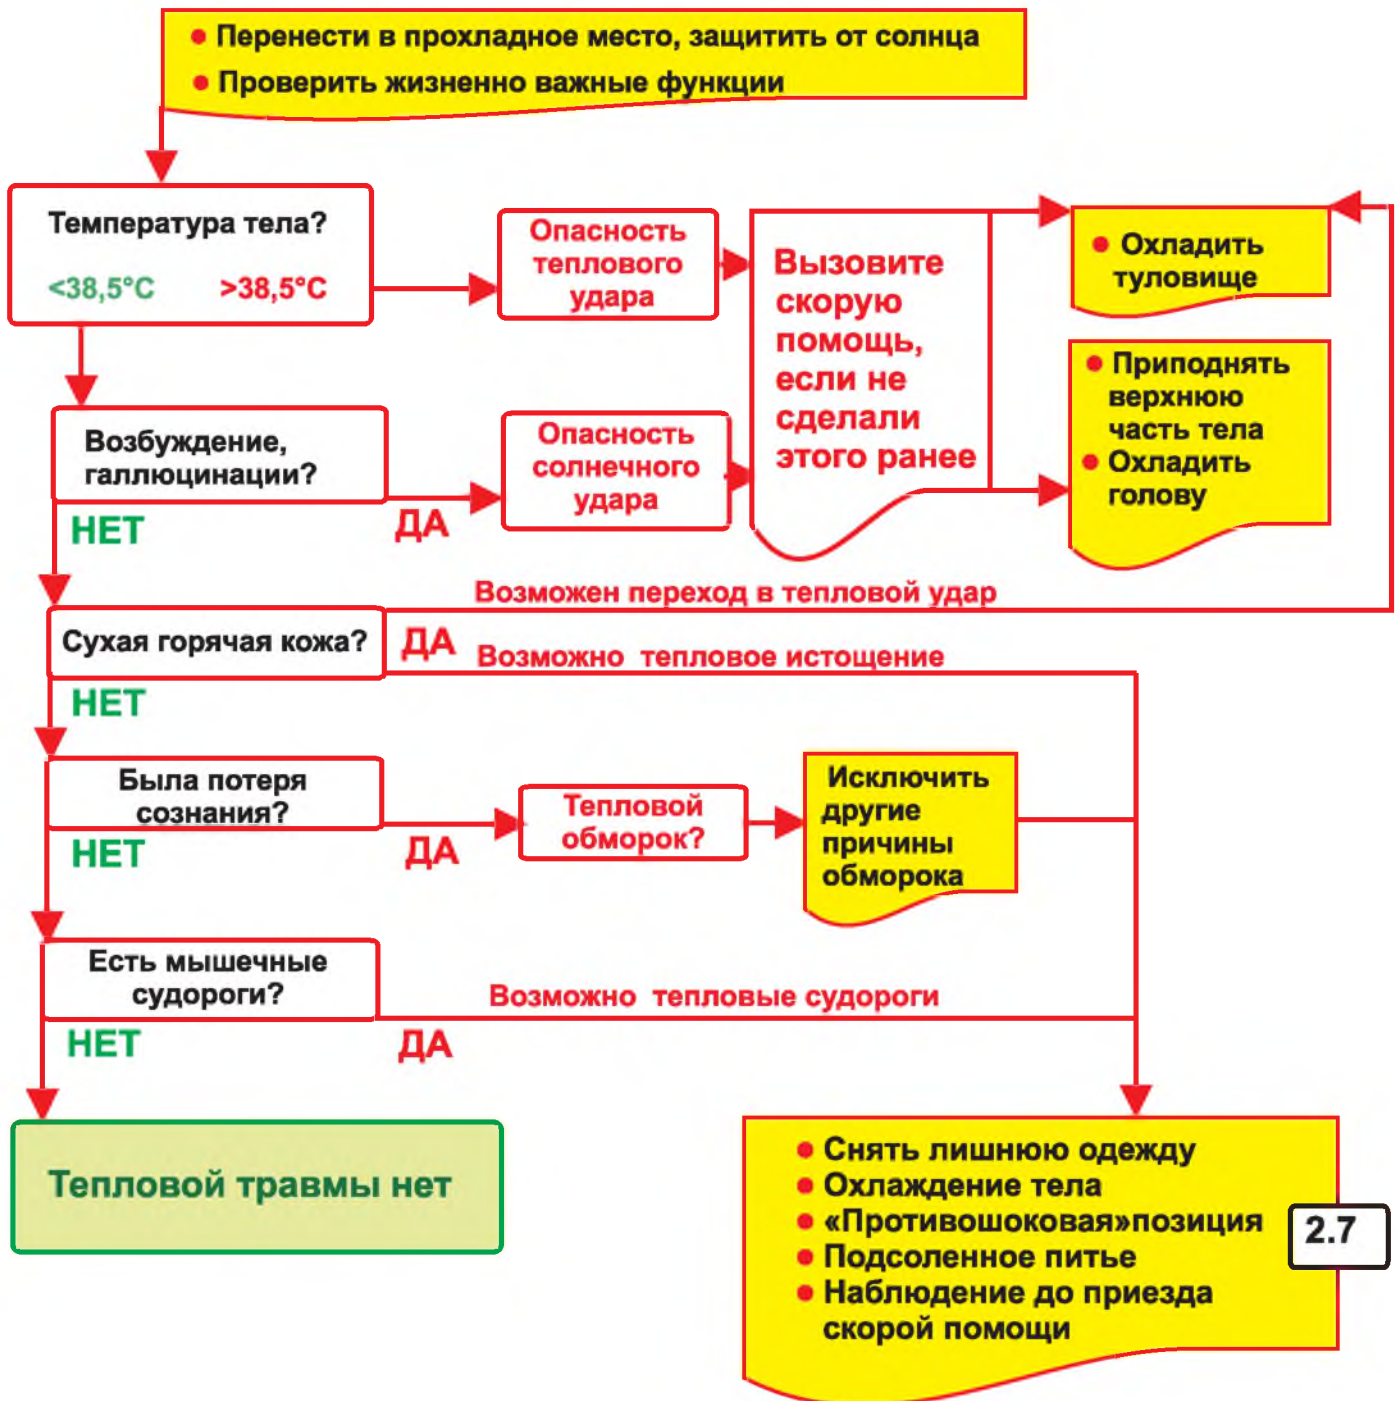 • Перенести в прохладное место, защитить от солнца
• Проверить жизненно важные функции
Температура тела?
<38,5°C >38,5°C
Опасность
теплового
удара
Вызовите
скорую
помощь,
если не
сделали
этого ранее
• Охладить
туловище
• Приподнять
верхнюю
часть тела
• Охладить
голову
Возбуждение,
галлюцинации?
НЕТ
ДА
Опасность
солнечного
удара
Возможен переход в тепловой удар
Сухая горячая кожа?
ДА
Возможно тепловое истощение
НЕТ
Была потеря
сознания?
НЕТ
ДА
Тепловой
обморок?
Исключить
другие
причины
обморока
Есть мышечные
судороги?
Возможно тепловые судороги
НЕТ
ДА
Тепловой травмы нет
• Снять лишнюю одежду
• Охлаждение тела
• «Противошоковая»позиция
• Подсоленное питье
• Наблюдение до приезда
скорой помощи
2.7